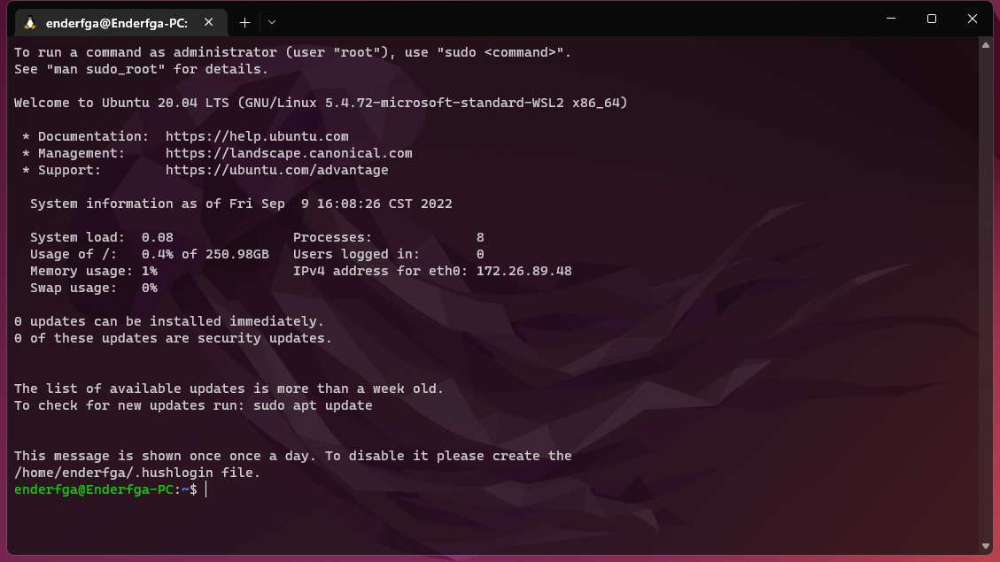 enderfga@Enderfga-PC:
To run a command as administrator (user "root"), use "sudo <command>".
See "man sudo_root" for details.
Welcome to Ubuntu 20.04 LTS (GNU/Linux 5.4.72-microsoft-standard-WSL2 x86_64)
* Documentation:  https://help.ubuntu.com
* Management:     https://landscape.canonical.com
* Support:        https://ubuntu.com/advantage
System information as of Fri Sep  9 16:08:26 CST 2022
System load:  0.08               Processes:             8
Usage of /:   0.4% of 250.98GB   Users logged in:       0
Memory usage: 1%                 IPv4 address for eth0: 172.26.89.48
Swap usage:   0%
0 updates can be installed immediately.
0 of these updates are security updates.
The list of available updates is more than a week old.
To check for new updates run: sudo apt update
This message is shown once once a day. To disable it please create the
/home/enderfga/.hushlogin file.
enderfga@Enderfga-PC:~$